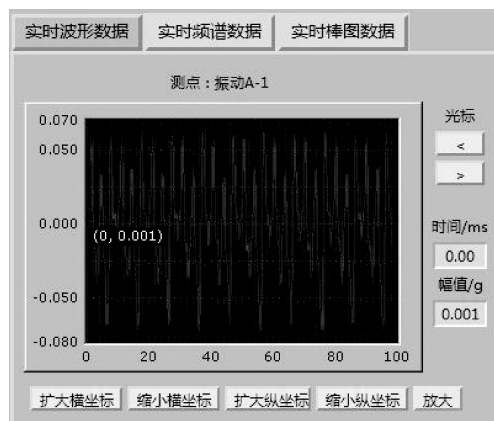 实时波形数据 实时频谱数据 实时棒图数据
测点：振动A-1
光标
<
>
0.070
0.050
0.000
-0.050
-0.080
(0, 0.001)
0 20 40 60 80 100
时间/ms
0.00
幅值/g
0.001
扩大横坐标 缩小横坐标 扩大纵坐标 缩小纵坐标 放大